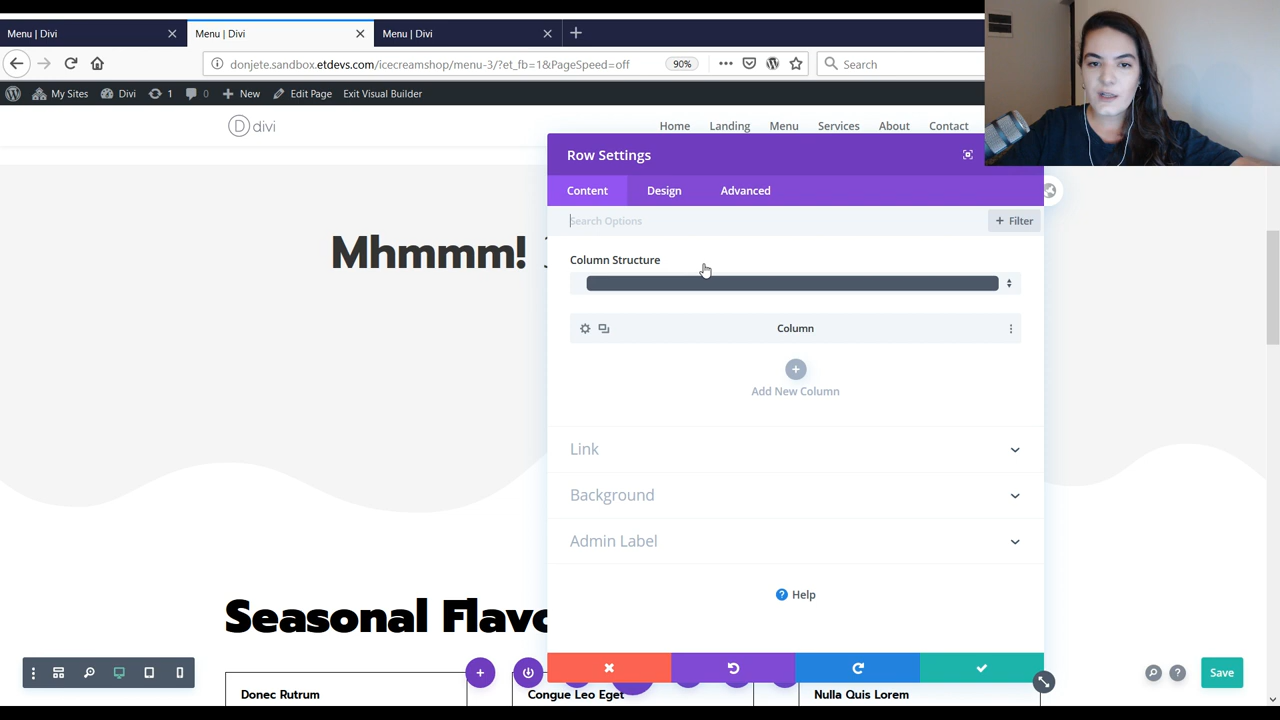 Menu | Divi
Menu | Divi
Menu | Divi
donjete.sandbox.etdevs.com/icecreamshop/menu-3/?et_fb=1&PageSpeed=off
90%
Search
My Sites
Divi
1
0
New
Edit Page
Exit Visual Builder
D divi
Home
Landing
Menu
Services
About
Contact
Row Settings
Content
Design
Advanced
Search Options
+ Filter
Mhmmm!
Column Structure
Column
Add New Column
Link
Background
Admin Label
? Help
Seasonal Flavo
Donec Rutrum
Congue Leo Eget
Nulla Quis Lorem
?
Save